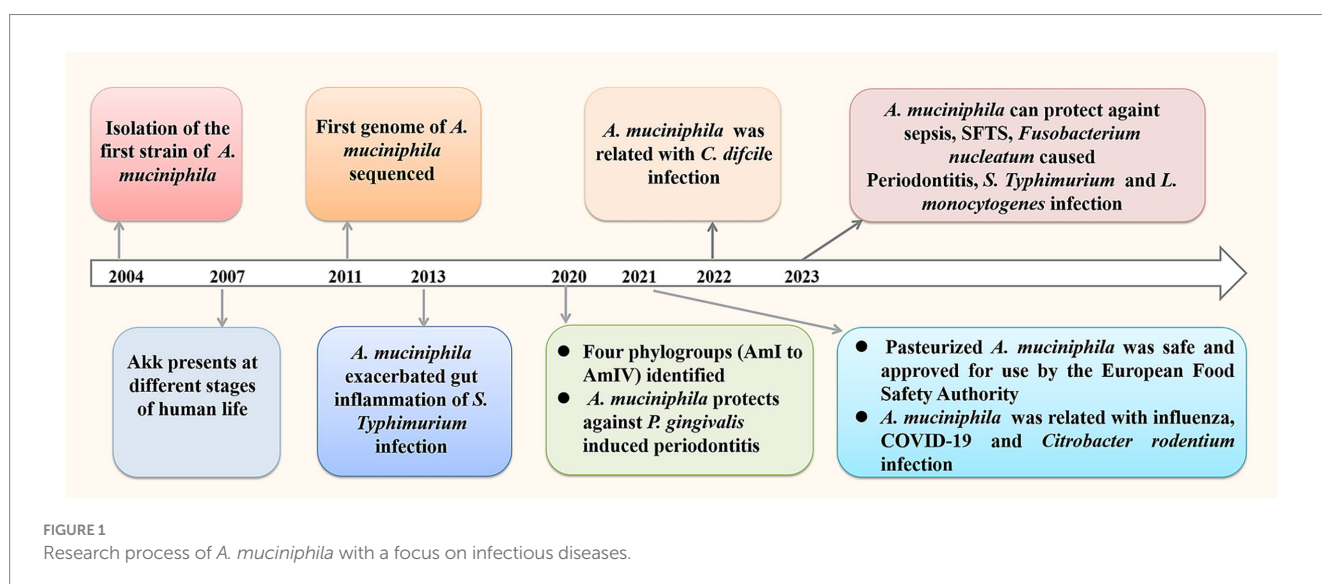 Isolation of the
first strain of A.
muciniphila
First genome of A.
muciniphila
sequenced
A. muciniphila was
related with C. difcile
infection
A. muciniphila can protect againt
sepsis, SFTS, Fusobacterium
nucleatum caused
Periodontitis, S. Typhimurium and L.
monocytogenes infection
2004 2007 2011 2013 2020 2021 2022 2023
Akk presents at
different stages
of human life
A. muciniphila
exacerbated gut
inflammation of S.
Typhimurium
infection
● Four phylogroups (AmI to
AmIV) identified
● A. muciniphila protects
against P. gingivalis
induced periodontitis
● Pasteurized A. muciniphila was safe and
approved for use by the European Food
Safety Authority
● A. muciniphila was related with influenza,
COVID-19 and Citrobacter rodentium
infection
FIGURE 1
Research process of A. muciniphila with a focus on infectious diseases.